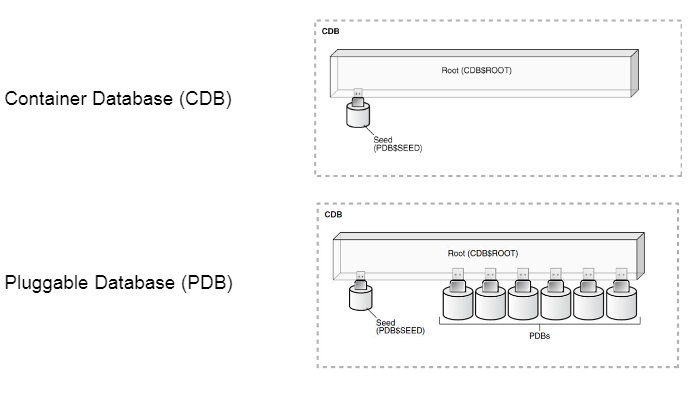 CDB
Root (CDB$ROOT)
Container Database (CDB)
Seed
(PDB$SEED)
CDB
Root (CDB$ROOT)
Pluggable Database (PDB)
Seed
(PDB$SEED)
PDBs